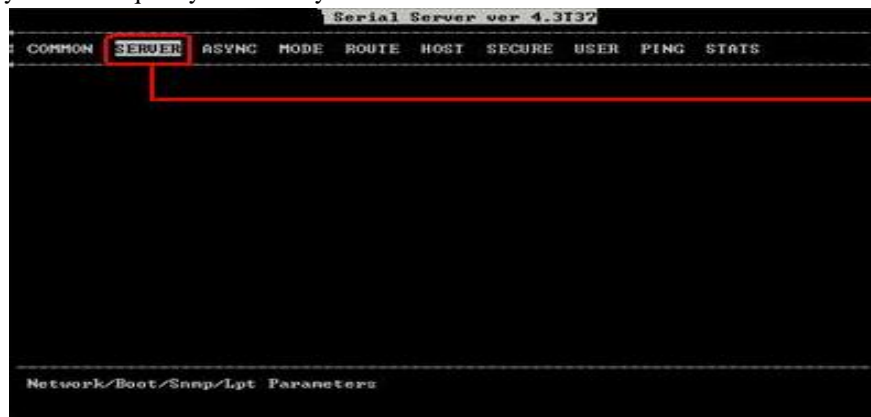 Serial Server ver 4.3T37
COMMON SERVER ASYNC MODE ROUTE HOST SECURE USER PING STATS
Network/Boot/Snmp/Lpt Parameters